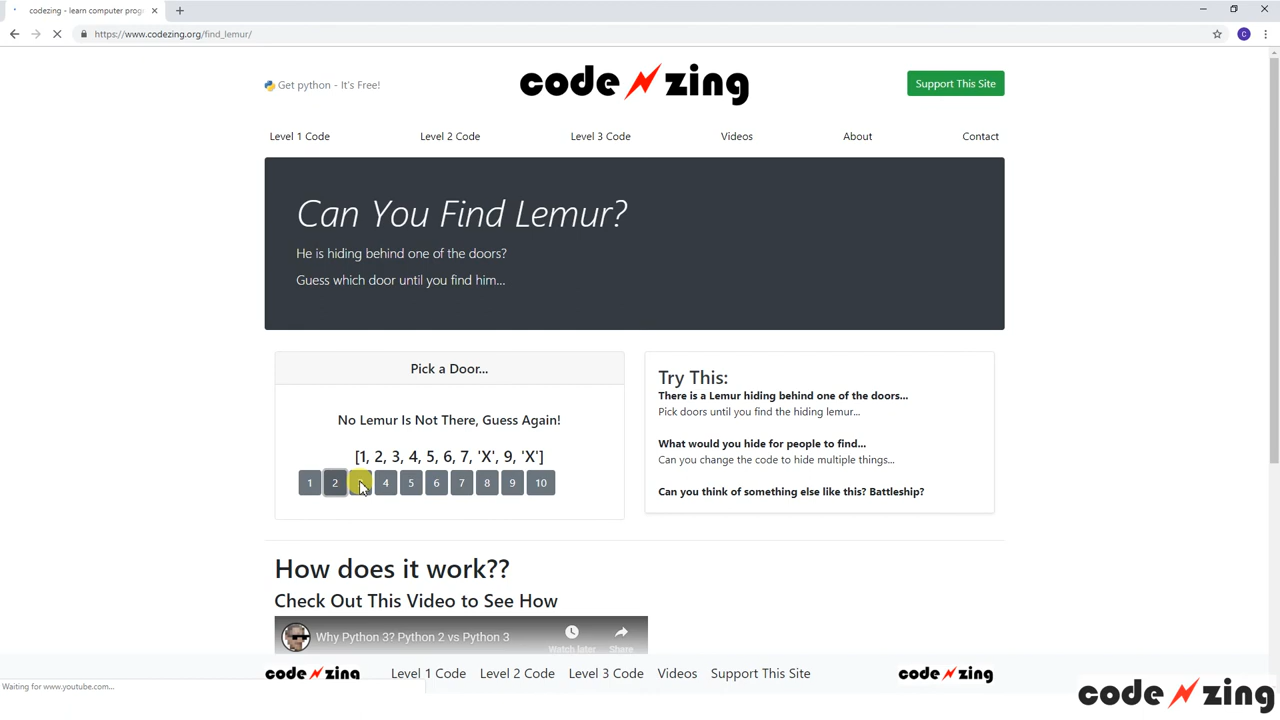 codezing - learn computer prog
https://www.codezing.org/find_lemur/
C
Get python - It's Free!
code zing
Support This Site
Level 1 Code
Level 2 Code
Level 3 Code
Videos
About
Contact
Can You Find Lemur?
He is hiding behind one of the doors?
Guess which door until you find him...
Pick a Door...
No Lemur Is Not There, Guess Again!
[1, 2, 3, 4, 5, 6, 7, 'X', 9, 'X']
1 2 4 5 6 7 8 9 10
Try This:
There is a Lemur hiding behind one of the doors...
Pick doors until you find the hiding lemur...
What would you hide for people to find...
Can you change the code to hide multiple things...
Can you think of something else like this? Battleship?
How does it work??
Check Out This Video to See How
Why Python 3? Python 2 vs Python 3
Watch later
Share
code zing
Level 1 Code
Level 2 Code
Level 3 Code
Videos
Support This Site
code zing
Waiting for www.youtube.com...
code zing